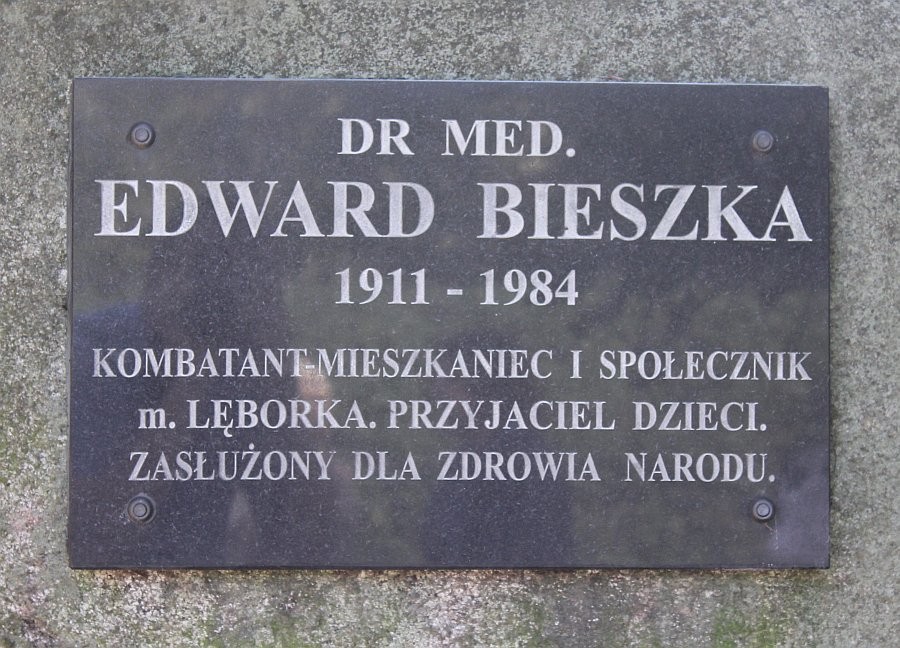 DR MED.
EDWARD BIESZKA
1911 - 1984
KOMBATANT-MIESZKANIEC I SPOŁECZNIK
m. LĘBORKA. PRZYJACIEL DZIECI.
ZASŁUŻONY DLA ZDROWIA NARODU.